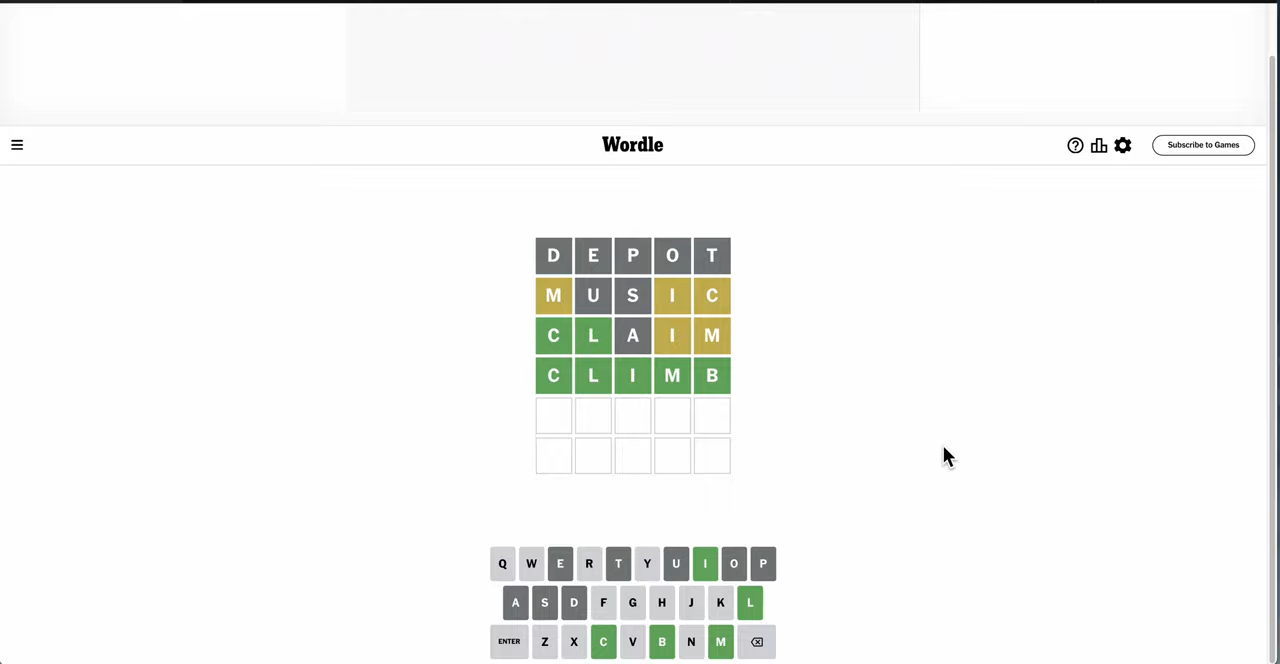 Wordle
Subscribe to Games
D E P O T
M U S I C
C L A I M
C L I M B
Q W E R T Y U I O P
A S D F G H J K L
ENTER Z X C V B N M